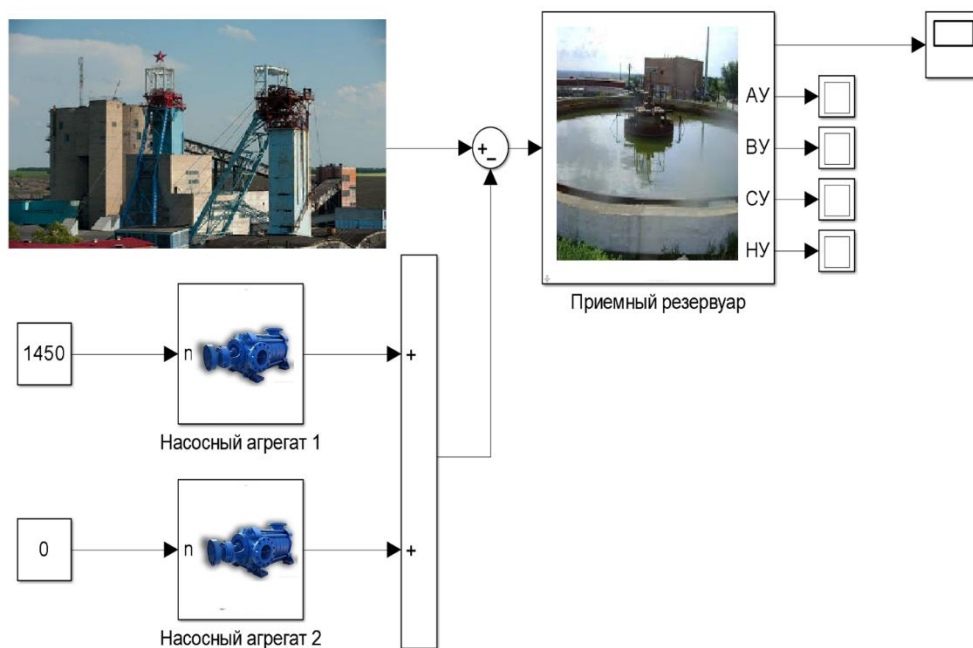 АУ
ВУ
СУ
НУ
Приемный резервуар
1450
n
Насосный агрегат 1
0
n
Насосный агрегат 2